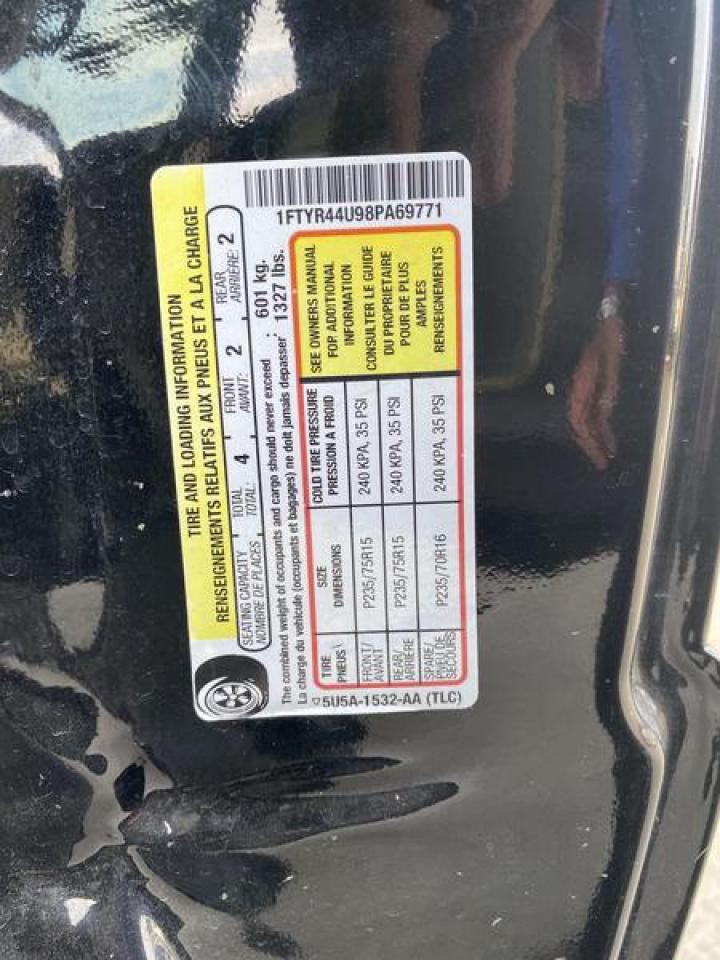 TIRE AND LOADING INFORMATION
RENSEIGNEMENTS RELATIFS AUX PNEUS ET A LA CHARGE
SEATING CAPACITY TOTAL FRONT REAR
NOMBRE DE PLACES TOTAL: 4 AVANT: 2 ARRIÈRE: 2
The combined weight of occupants and cargo should never exceed : 601 kg.
La charge du véhicule (occupants et bagages) ne doit jamais depasser 1327 lbs.
TIRE SIZE COLD TIRE PRESSURE
PNEUS DIMENSIONS PRESSION A FROID
FRONT/
AVANT P235/75R15 240 KPA, 35 PSI
REAR/
ARRIÈRE P235/75R15 240 KPA, 35 PSI
SPARE/
PNEU DE
SECOURS P235/70R16 240 KPA, 35 PSI
SEE OWNERS MANUAL
FOR ADDITIONAL
INFORMATION
CONSULTER LE GUIDE
DU PROPRIETAIRE
POUR DE PLUS
AMPLES
RENSEIGNEMENTS
5U5A-1532-AA (TLC)
1FTYR44U98PA69771